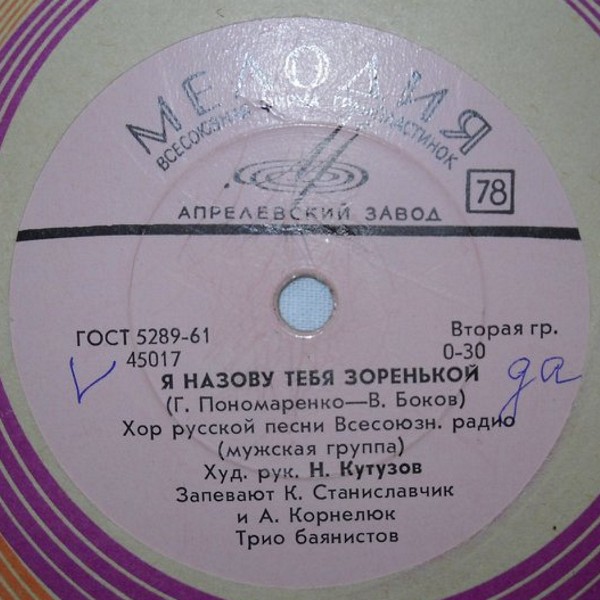 МЕЛОДИЯ
ВСЕСОЮЗНАЯ ГРАМПЛАСТИНОК
78
АПРЕЛЕВСКИЙ ЗАВОД
ГОСТ 5289-61 Вторая гр.
45017 0-30
Я НАЗОВУ ТЕБЯ ЗОРЕНЬКОЙ да
(Г. Пономаренко—В. Боков)
Хор русской песни Всесоюзн. радио
(мужская группа)
Худ. рук. Н. Кутузов
Запевают К. Станиславчик
и А. Корнелюк
Трио баянистов